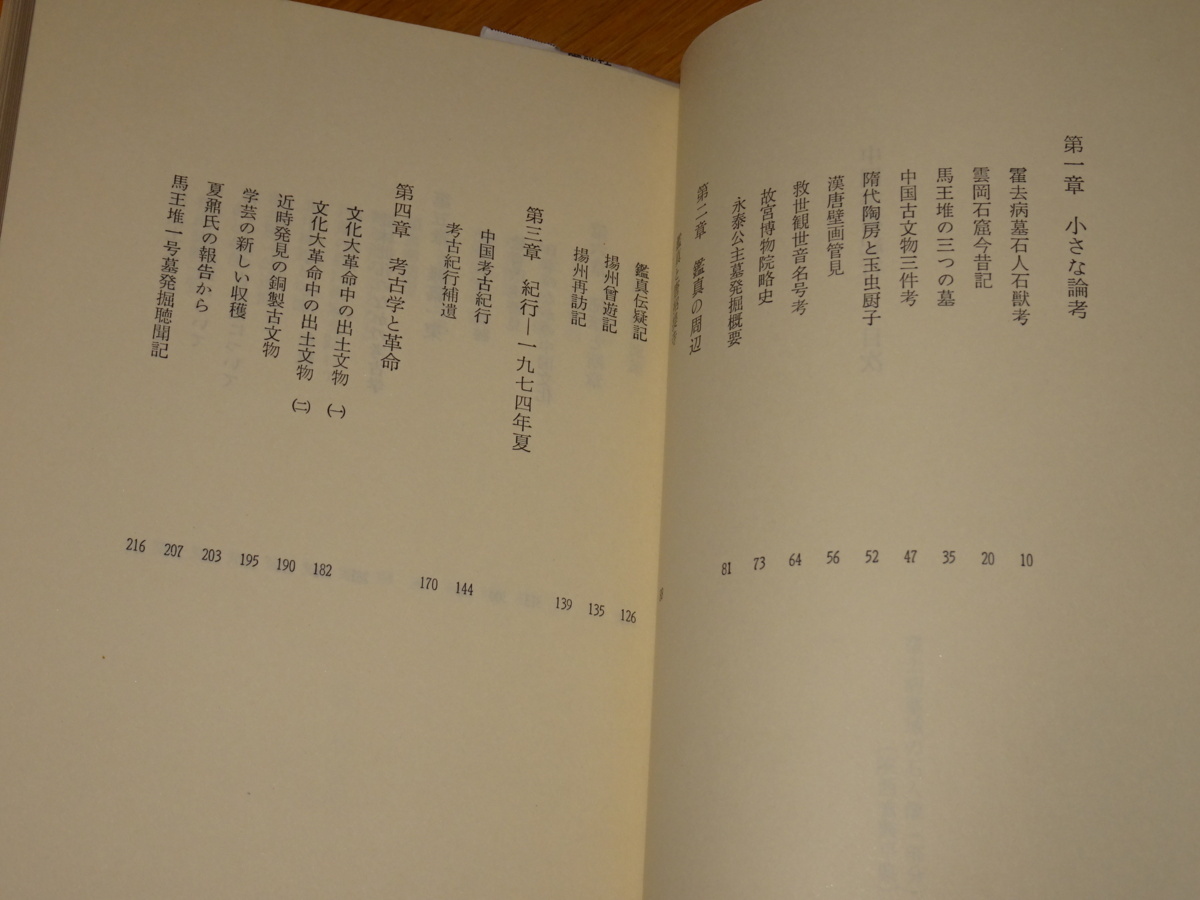 第一章　小さな論考
霍去病墓石人石獣考 10
雲岡石窟今昔記 20
馬王堆の三つの墓 35
中国古文物三件考 47
隋代陶房と玉虫厨子 52
漢唐壁画管見 56
救世観世音名号考 64
故宮博物院略史 73
永泰公主墓発掘概要 81
第二章　鑑真の周辺
鑑真伝疑記 126
揚州曾遊記 135
揚州再訪記 139
第三章　紀行―一九七四年夏
中国考古紀行 144
考古紀行補遺 170
第四章　考古学と革命
文化大革命中の出土文物　㈠ 182
文化大革命中の出土文物　㈡ 190
近時発見の銅製古文物 195
学芸の新しい収穫 203
夏鼐氏の報告から 207
馬王堆一号墓発掘聴聞記 216